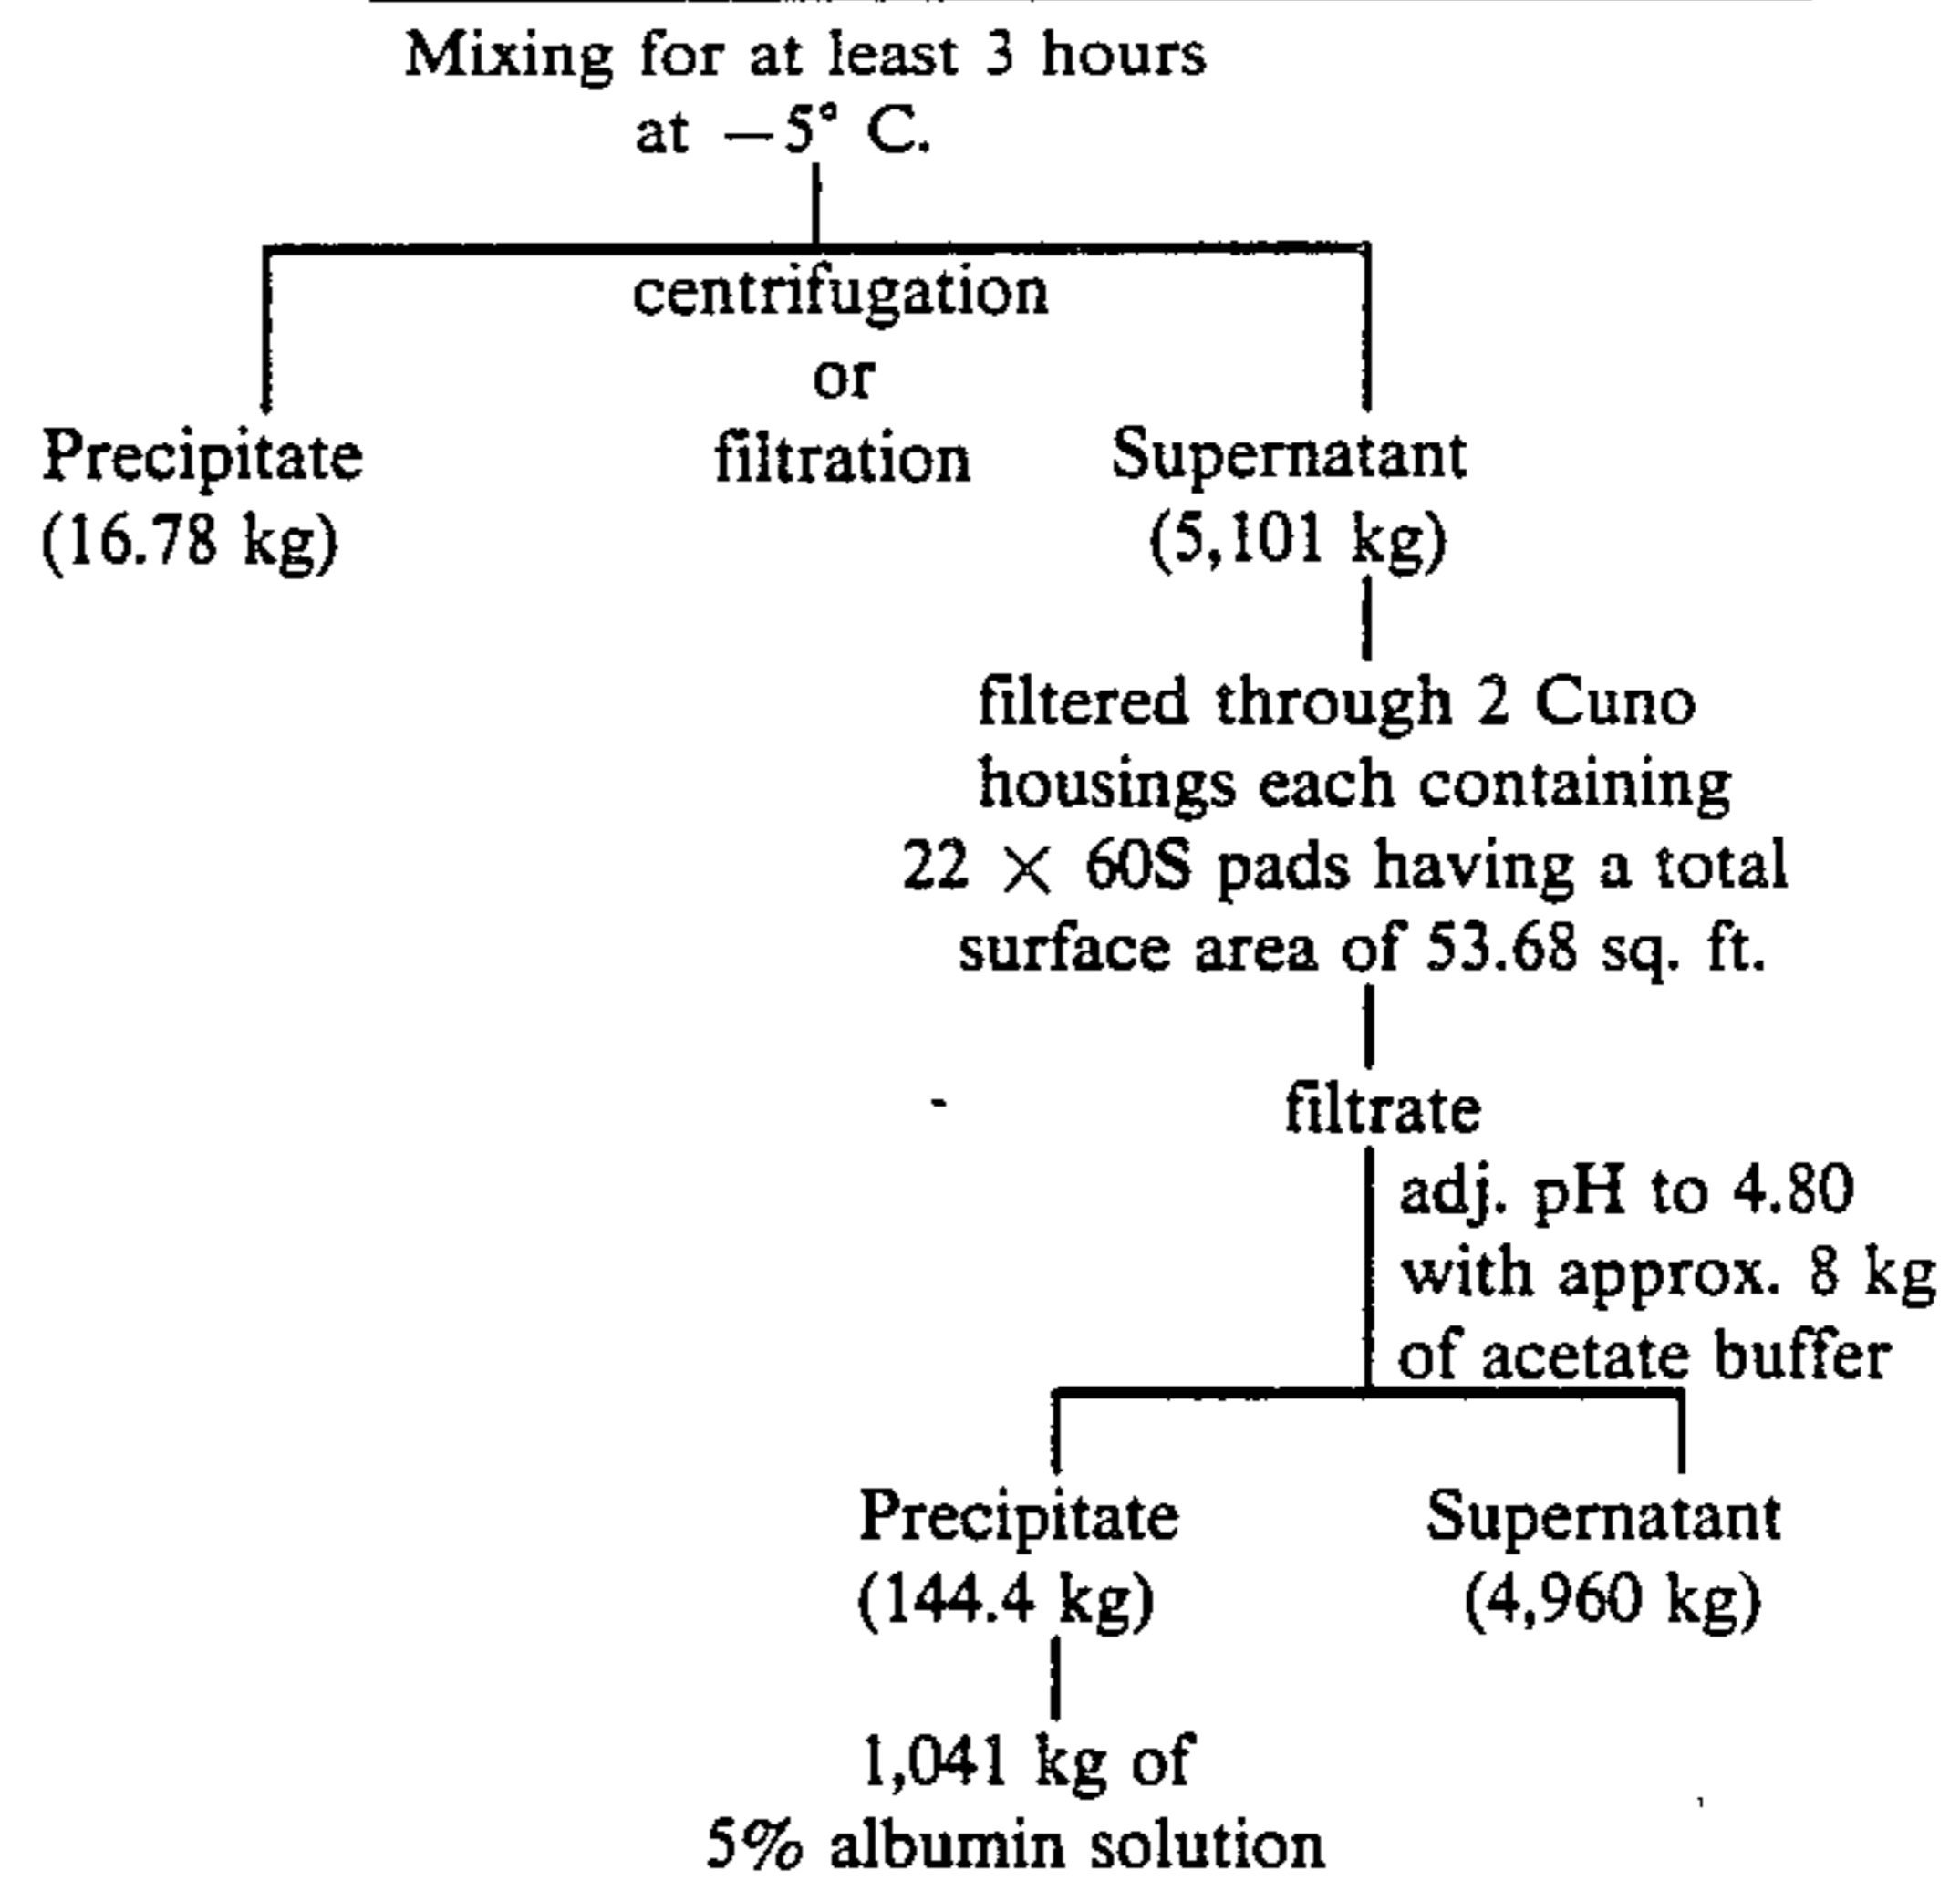 Mixing for at least 3 hours
at −5° C.
centrifugation
or
filtration
Precipitate
(16.78 kg)
Supernatant
(5,101 kg)
filtered through 2 Cuno
housings each containing
22 × 60S pads having a total
surface area of 53.68 sq. ft.
filtrate
adj. pH to 4.80
with approx. 8 kg
of acetate buffer
Precipitate
(144.4 kg)
Supernatant
(4,960 kg)
1,041 kg of
5% albumin solution